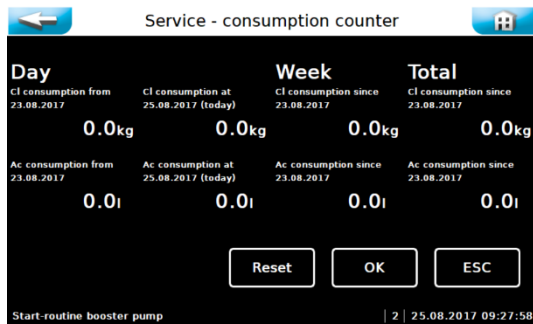 Service - consumption counter
Day Week Total
Cl consumption from Cl consumption at Cl consumption since Cl consumption since
23.08.2017 25.08.2017 (today) 23.08.2017 23.08.2017
0.0kg 0.0kg 0.0kg 0.0kg
Ac consumption from Ac consumption at Ac consumption since Ac consumption since
23.08.2017 25.08.2017 (today) 23.08.2017 23.08.2017
0.0l 0.0l 0.0l 0.0l
Reset OK ESC
Start-routine booster pump | 2 | 25.08.2017 09:27:58